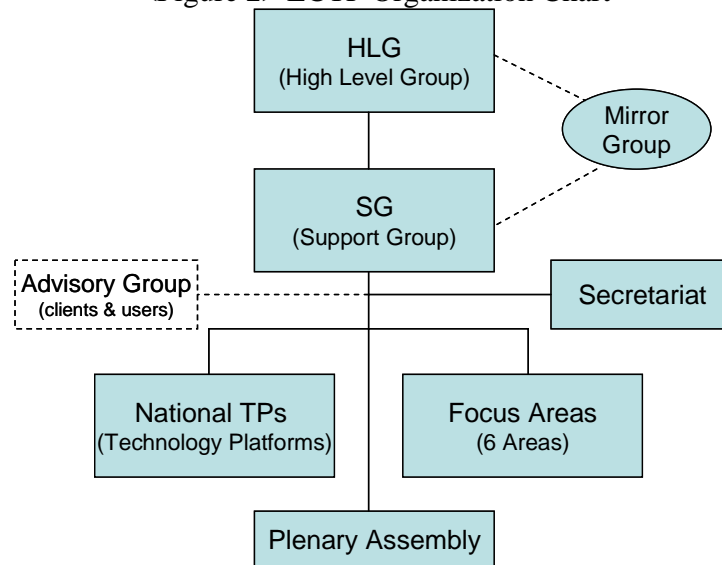 Figure 2. ECTP Organization Chart
HLG
(High Level Group)
Mirror
Group
SG
(Support Group)
Advisory Group
(clients & users)
Secretariat
National TPs
(Technology Platforms)
Focus Areas
(6 Areas)
Plenary Assembly